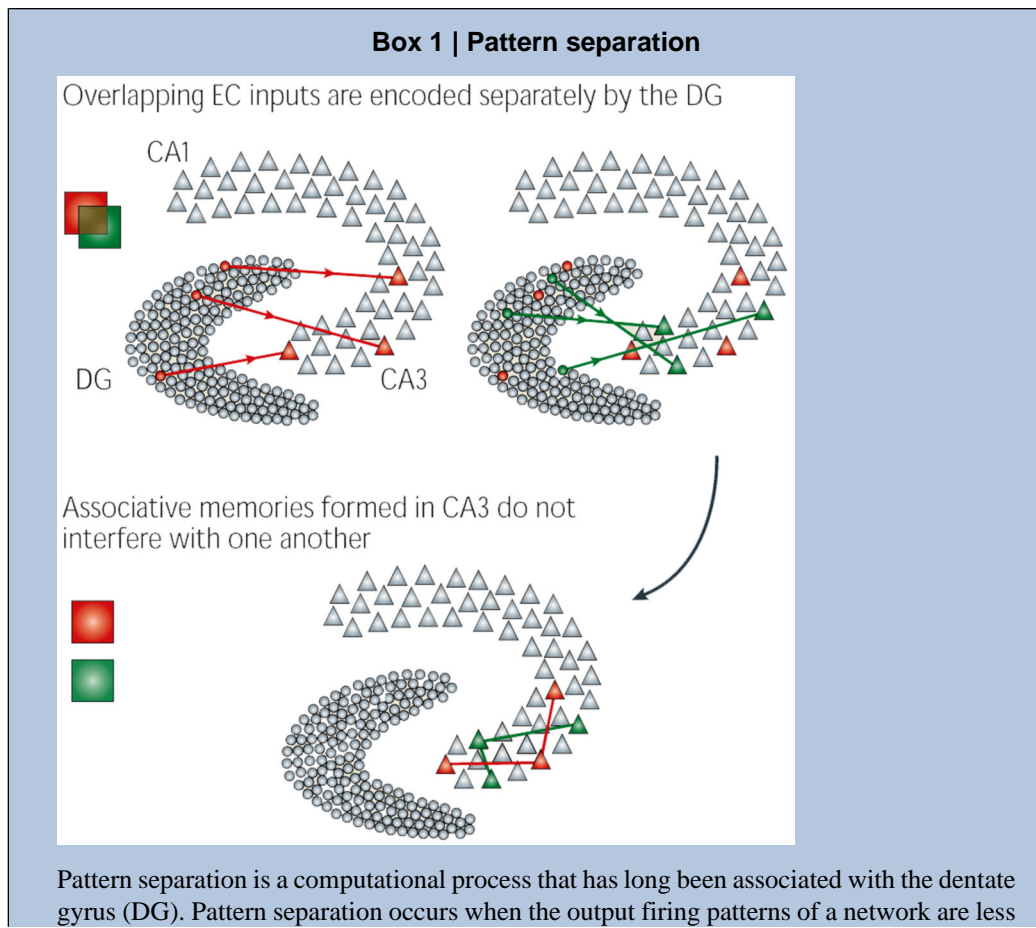 Box 1 | Pattern separation
Overlapping EC inputs are encoded separately by the DG
CA1
DG
CA3
Associative memories formed in CA3 do not
interfere with one another
Pattern separation is a computational process that has long been associated with the dentate
gyrus (DG). Pattern separation occurs when the output firing patterns of a network are less